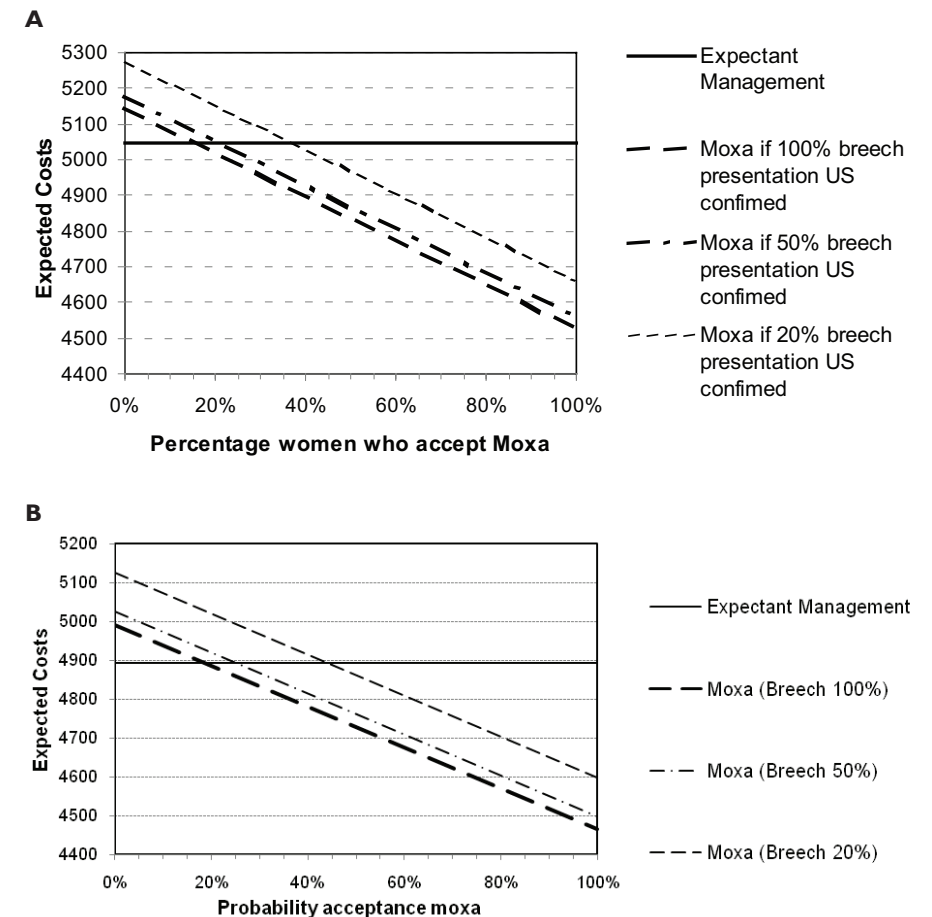 A
5300
5200
5100
5000
4900
4800
4700
4600
4500
4400
Expected Costs
0% 20% 40% 60% 80% 100%
Percentage women who accept Moxa
Expectant
Management
Moxa if 100% breech
presentation US
confimed
Moxa if 50% breech
presentation US
confimed
Moxa if 20% breech
presentation US
confimed
B
5200
5100
5000
4900
4800
4700
4600
4500
4400
Expected Costs
0% 20% 40% 60% 80% 100%
Probability acceptance moxa
Expectant Management
Moxa (Breech 100%)
Moxa (Breech 50%)
Moxa (Breech 20%)